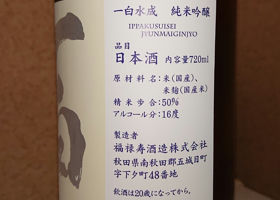 一白水成 純米吟醸
IPPAKUSUISEI
JYUNMAIGINJYO
品目
日本酒 内容量720ml
原材料名:米(国産)、
米麹(国産米)
精米歩合:50%
アルコール分:16度
製造者
福禄寿酒造株式会社
秋田県南秋田郡五城目町
字下夕町48番地
飲酒は20歳になってから。